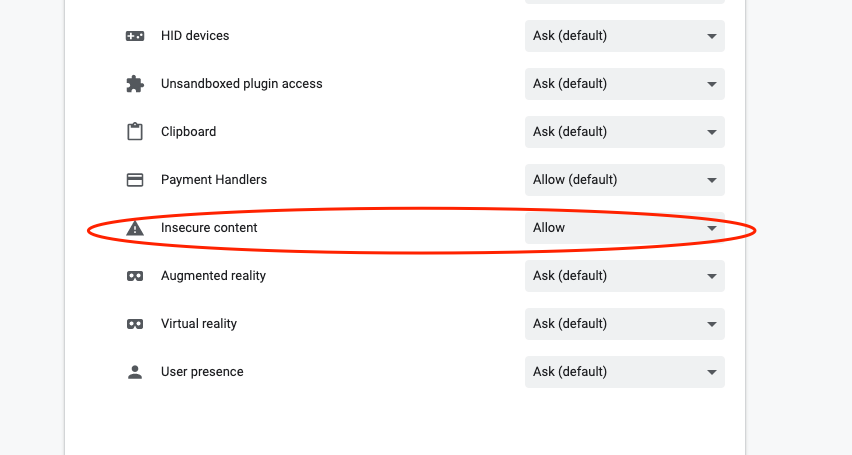 HID devices Ask (default)
Unsandboxed plugin access Ask (default)
Clipboard Ask (default)
Payment Handlers Allow (default)
Insecure content Allow
Augmented reality Ask (default)
Virtual reality Ask (default)
User presence Ask (default)